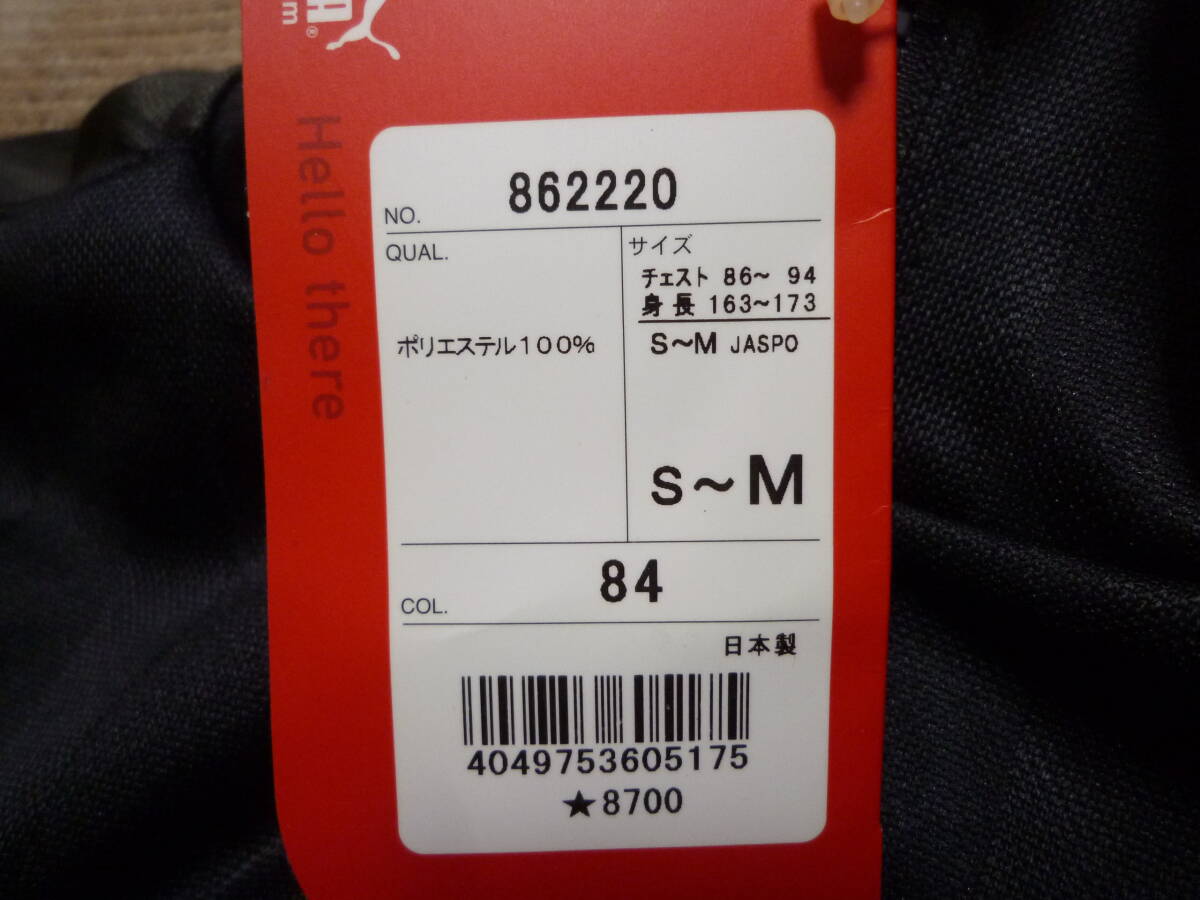 Hello there
NO. 862220
QUAL.
ポリエステル100%
サイズ
チェスト 86～ 94
身長 163～173
S～M JASPO
S～M
COL. 84
日本製
4049753605175
★8700